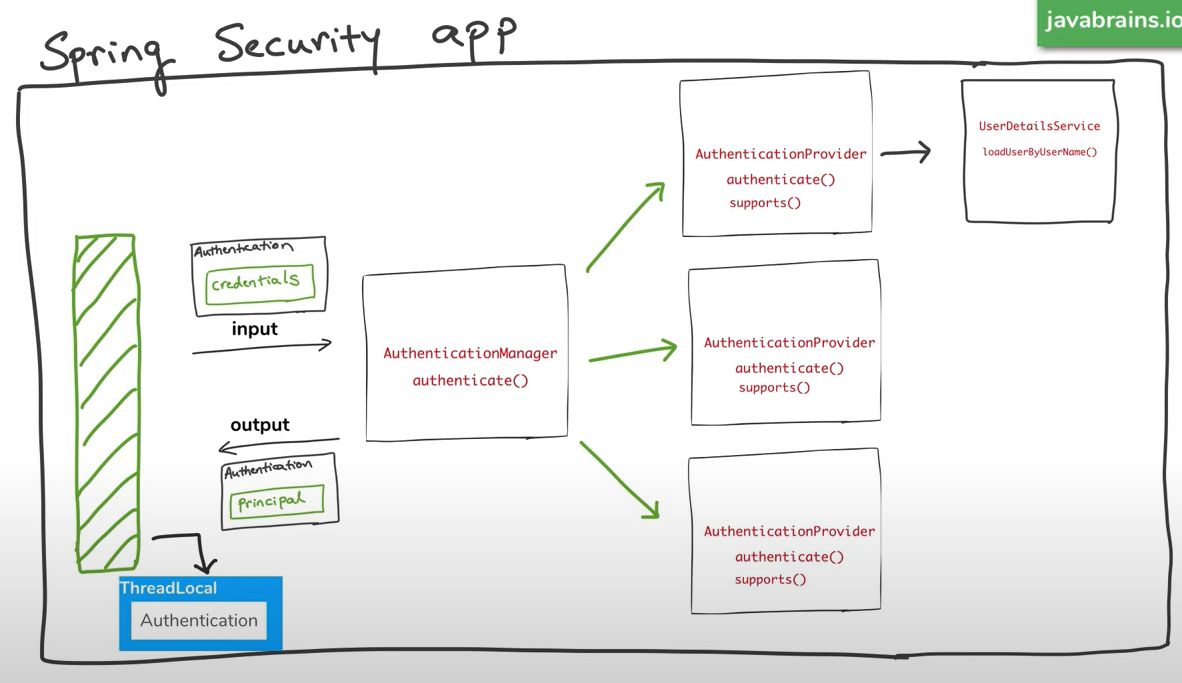 Spring Security app
javabrains.io
AuthenticationProvider
authenticate()
supports()
UserDetailsService
loadUserByUserName()
Authentication
credentials
input
AuthenticationManager
authenticate()
AuthenticationProvider
authenticate()
supports()
output
Authentication
Principal
AuthenticationProvider
authenticate()
supports()
ThreadLocal
Authentication